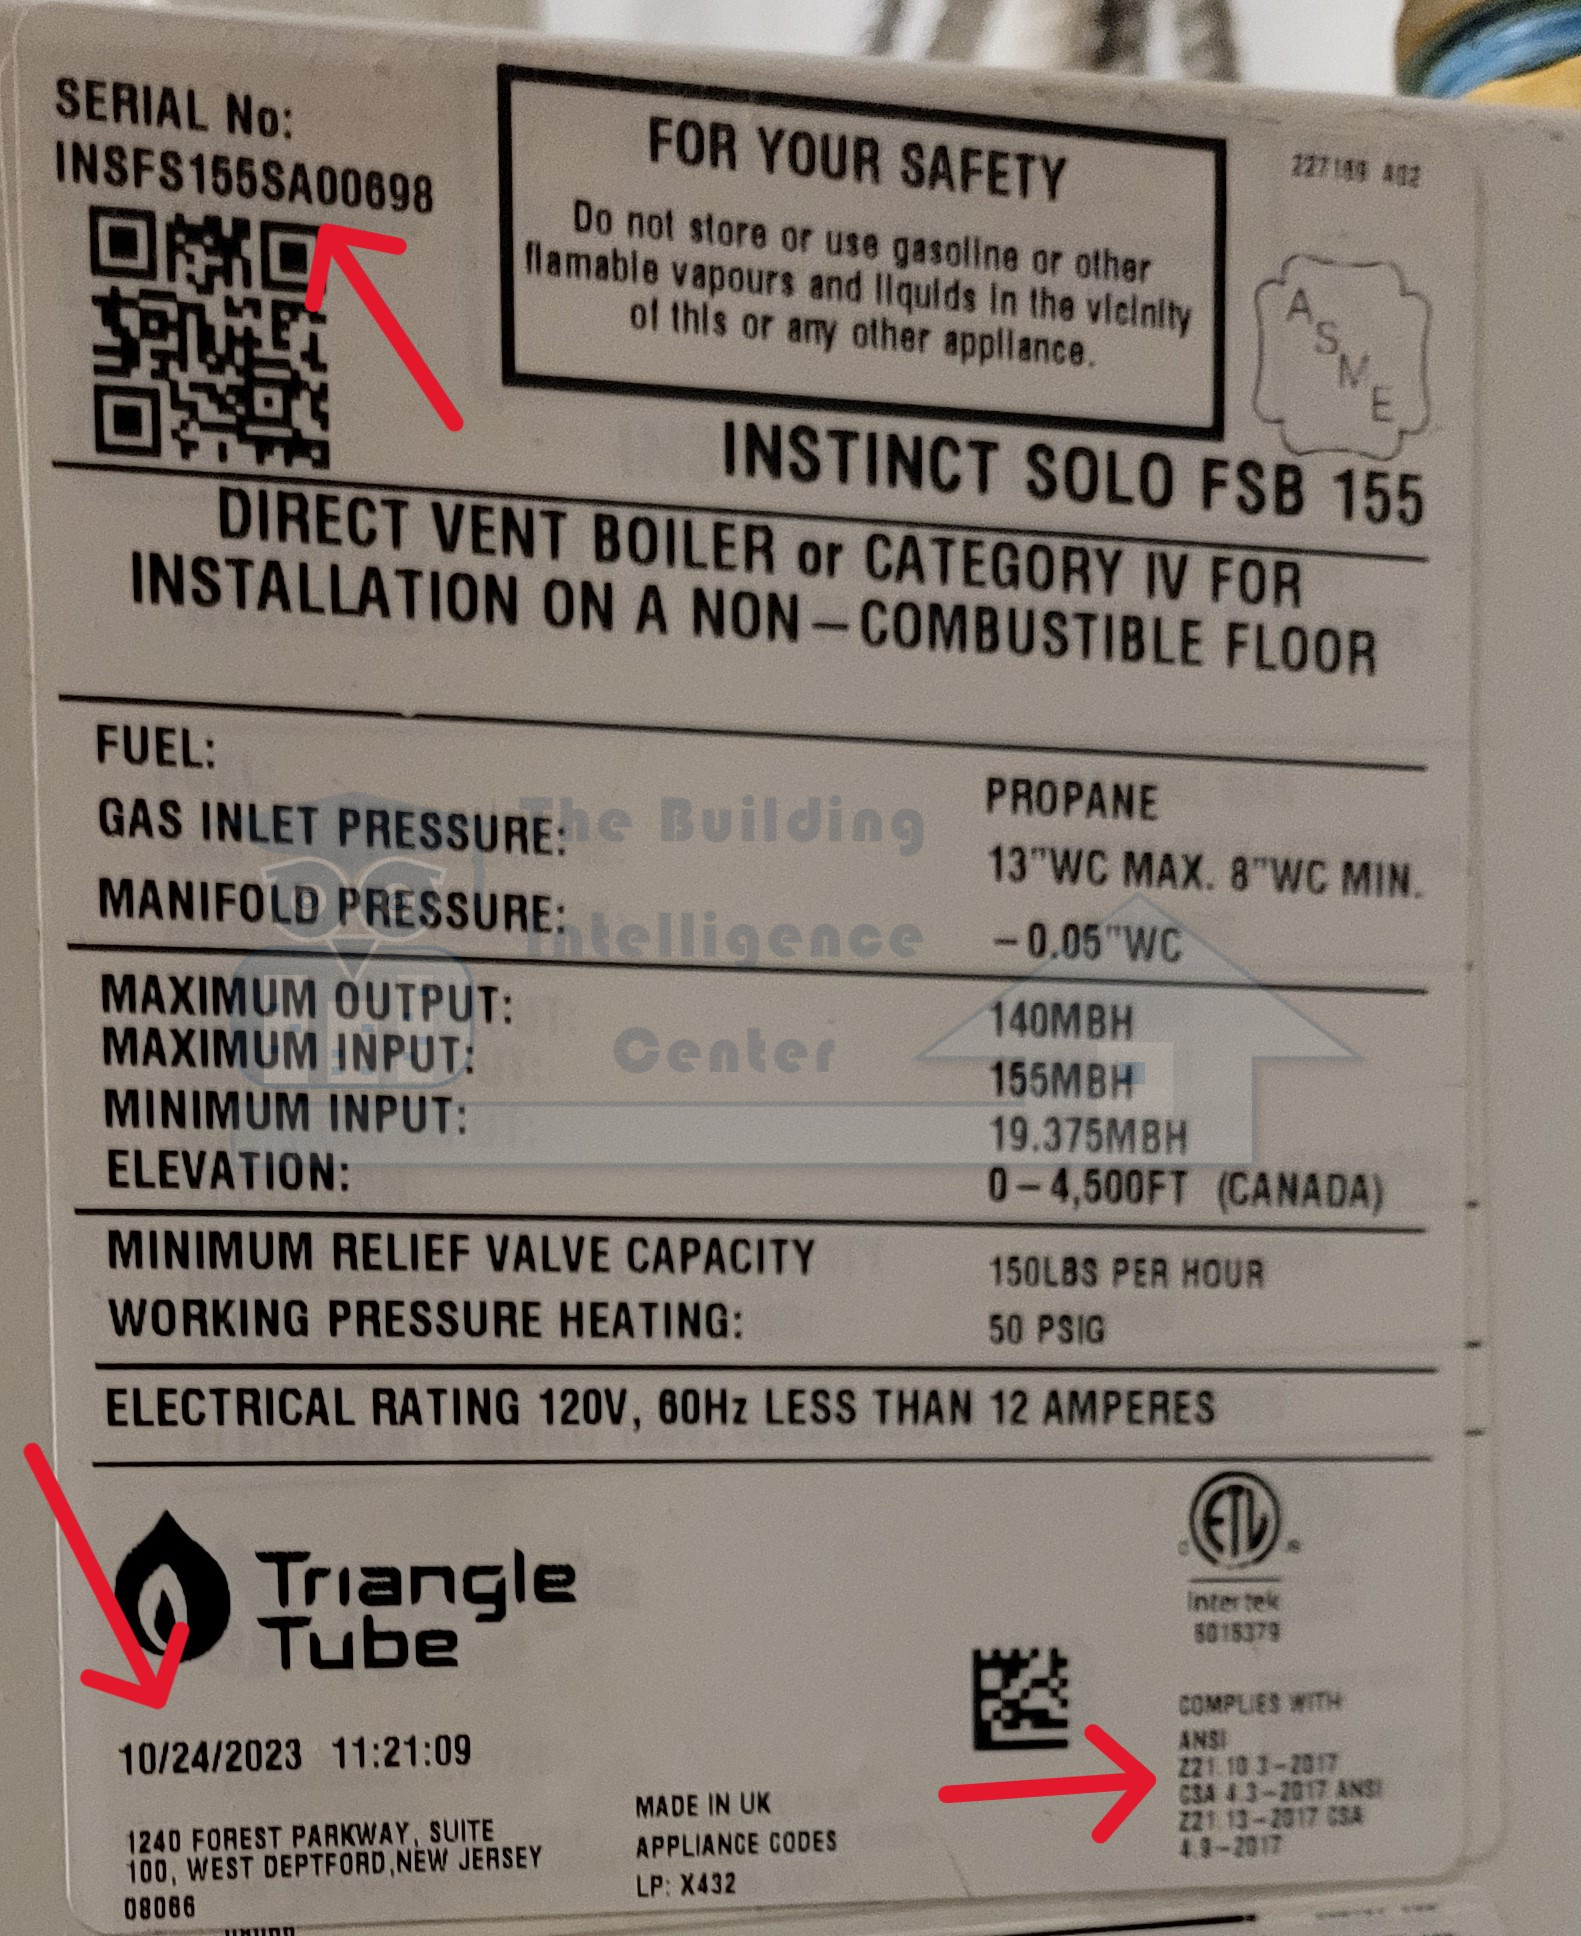 SERIAL No:
INSFS155SA00698
FOR YOUR SAFETY
Do not store or use gasoline or other
flamable vapours and liquids in the vicinity
of this or any other appliance.
227188 A02
A
S
M
E
INSTINCT SOLO FSB 155
DIRECT VENT BOILER or CATEGORY IV FOR
INSTALLATION ON A NON-COMBUSTIBLE FLOOR
FUEL: PROPANE
GAS INLET PRESSURE: 13"WC MAX. 8"WC MIN.
MANIFOLD PRESSURE: -0.05"WC
The Building
Intelligence
Center
MAXIMUM OUTPUT: 140MBH
MAXIMUM INPUT: 155MBH
MINIMUM INPUT: 19.375MBH
ELEVATION: 0-4,500FT (CANADA)
MINIMUM RELIEF VALVE CAPACITY 150LBS PER HOUR
WORKING PRESSURE HEATING: 50 PSIG
ELECTRICAL RATING 120V, 60Hz LESS THAN 12 AMPERES
Triangle
Tube
ETL
Intertek
5015379
10/24/2023 11:21:09
1240 FOREST PARKWAY, SUITE
100, WEST DEPTFORD,NEW JERSEY
08066
MADE IN UK
APPLIANCE CODES
LP: X432
COMPLIES WITH
ANSI
Z21.10.3-2017
CSA 4.3-2017 ANSI
Z21.13-2017 CSA
4.9-2017